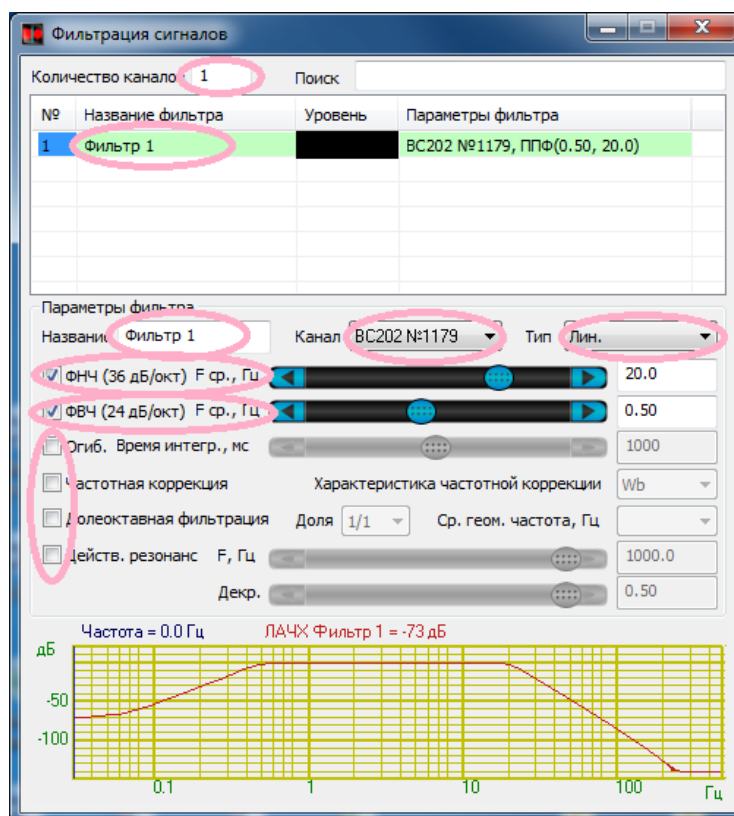 Фильтрация сигналов
Количество каналов 1 Поиск
№ Название фильтра Уровень Параметры фильтра
1 Фильтр 1 ВС202 №1179, ППФ(0.50, 20.0)
Параметры фильтра
Название Фильтр 1 Канал ВС202 №1179 Тип Лин.
ФНЧ (36 дБ/окт) F ср., Гц 20.0
ФВЧ (24 дБ/окт) F ср., Гц 0.50
Огиб. Время интегр., мс 1000
Частотная коррекция Характеристика частотной коррекции Wb
Долеоктавная фильтрация Доля 1/1 Ср. геом. частота, Гц
Действ. резонанс F, Гц 1000.0
Декр. 0.50
Частота = 0.0 Гц ЛАЧХ Фильтр 1 = -73 дБ
дБ
-50
-100
0.1 1 10 100 Гц